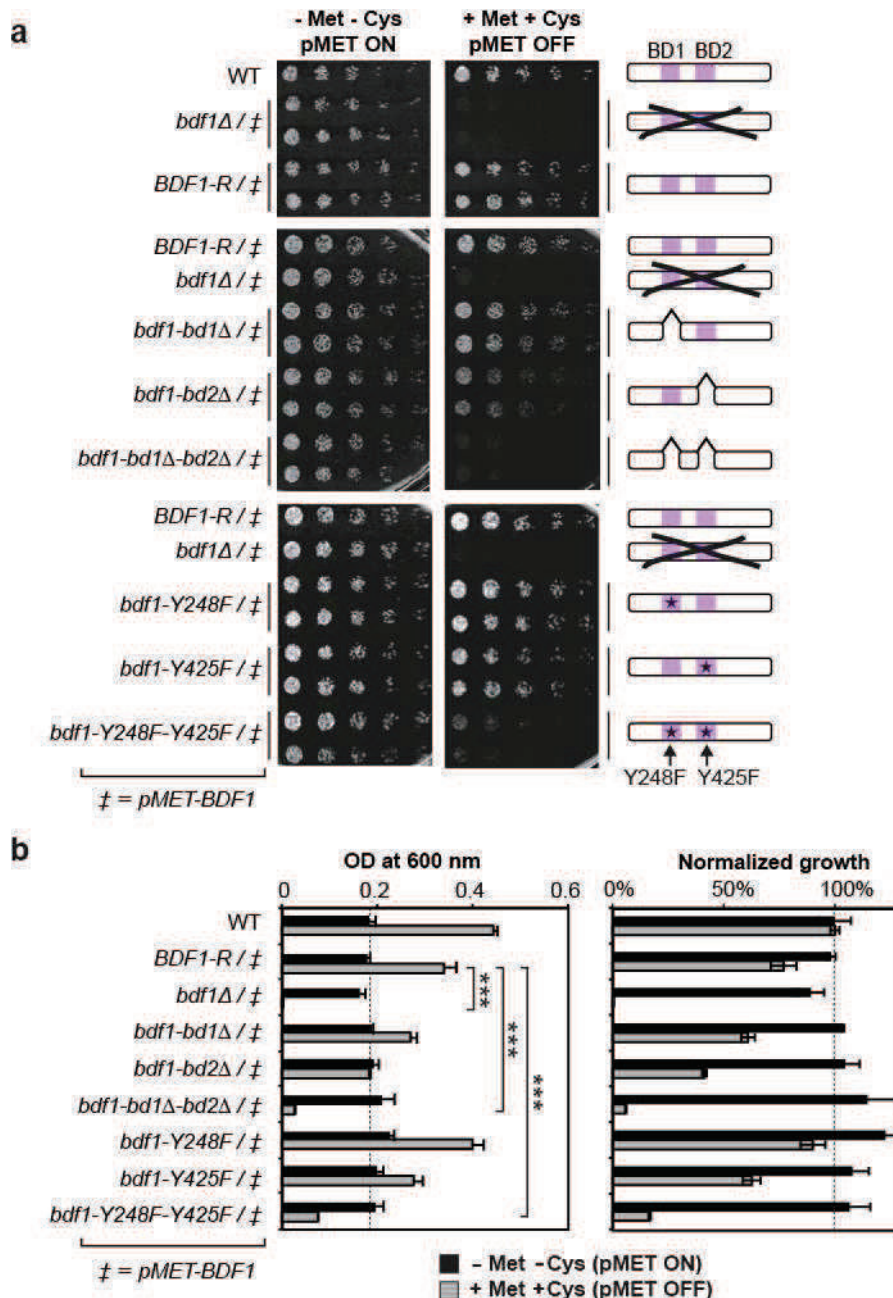 a
- Met - Cys
pMET ON
+ Met + Cys
pMET OFF
BD1 BD2
WT
bdf1Δ / ‡
BDF1-R / ‡
BDF1-R / ‡
bdf1Δ / ‡
bdf1-bd1Δ / ‡
bdf1-bd2Δ / ‡
bdf1-bd1Δ-bd2Δ / ‡
BDF1-R / ‡
bdf1Δ / ‡
bdf1-Y248F / ‡
bdf1-Y425F / ‡
bdf1-Y248F-Y425F / ‡
Y248F Y425F
‡ = pMET-BDF1
b
OD at 600 nm
Normalized growth
0 0.2 0.4 0.6
0% 50% 100%
WT
BDF1-R / ‡
bdf1Δ / ‡
bdf1-bd1Δ / ‡
bdf1-bd2Δ / ‡
bdf1-bd1Δ-bd2Δ / ‡
bdf1-Y248F / ‡
bdf1-Y425F / ‡
bdf1-Y248F-Y425F / ‡
***
***
***
‡ = pMET-BDF1
- Met -Cys (pMET ON)
+ Met +Cys (pMET OFF)